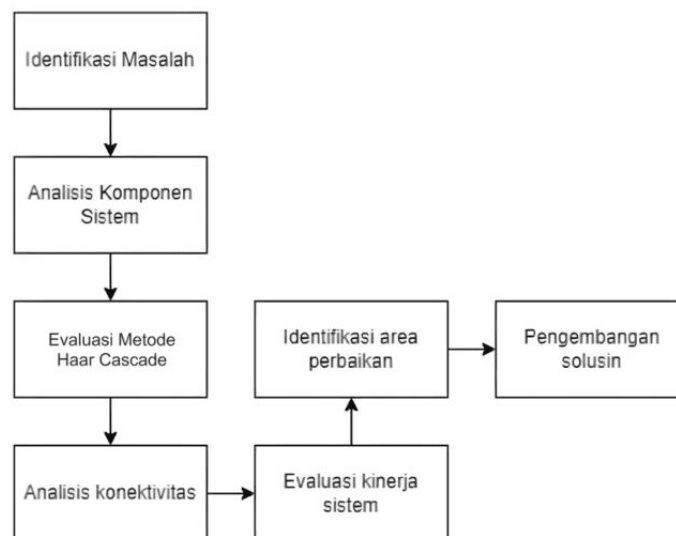 Identifikasi Masalah
Analisis Komponen
Sistem
Evaluasi Metode
Haar Cascade
Analisis konektivitas
Evaluasi kinerja
sistem
Identifikasi area
perbaikan
Pengembangan
solusin